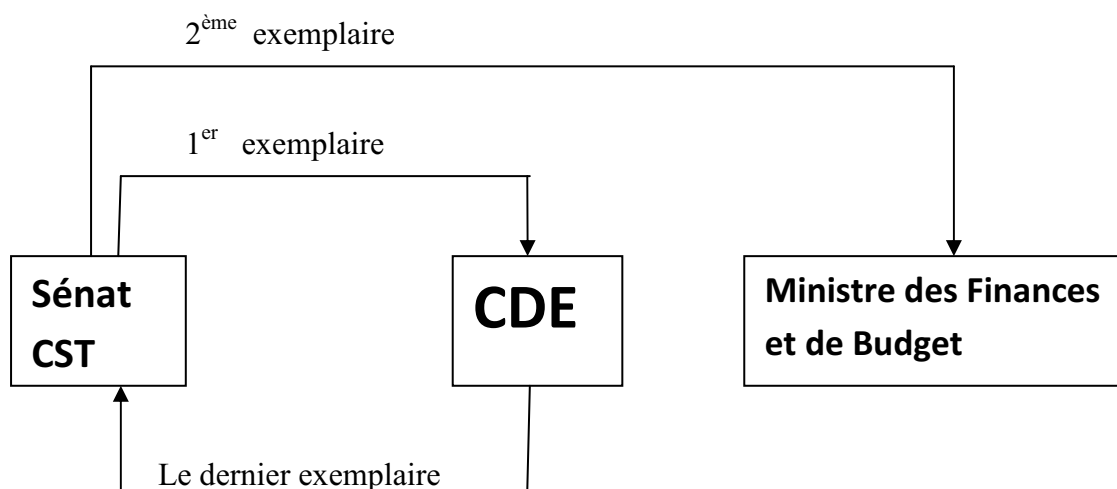 2ème exemplaire
1er exemplaire
Sénat
CST
CDE
Ministre des Finances
et de Budget
Le dernier exemplaire